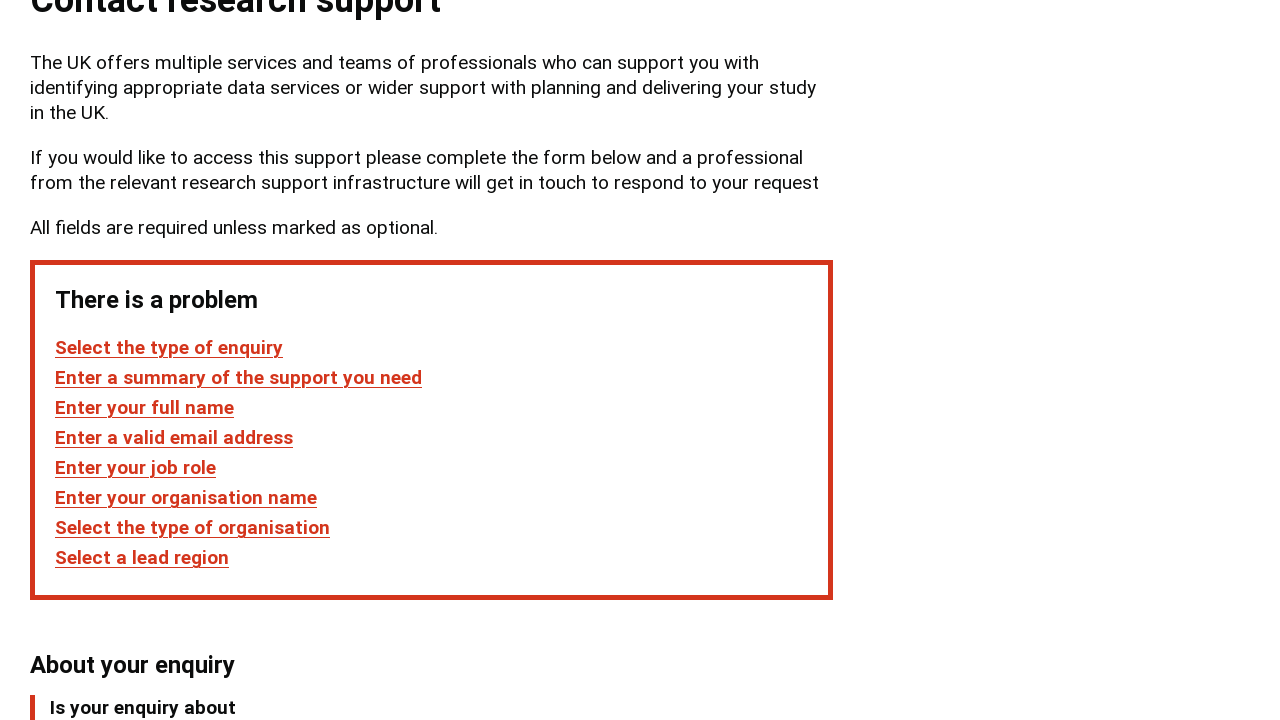 Contact research support
The UK offers multiple services and teams of professionals who can support you with
identifying appropriate data services or wider support with planning and delivering your study
in the UK.
If you would like to access this support please complete the form below and a professional
from the relevant research support infrastructure will get in touch to respond to your request
All fields are required unless marked as optional.
There is a problem
Select the type of enquiry
Enter a summary of the support you need
Enter your full name
Enter a valid email address
Enter your job role
Enter your organisation name
Select the type of organisation
Select a lead region
About your enquiry
Is your enquiry about